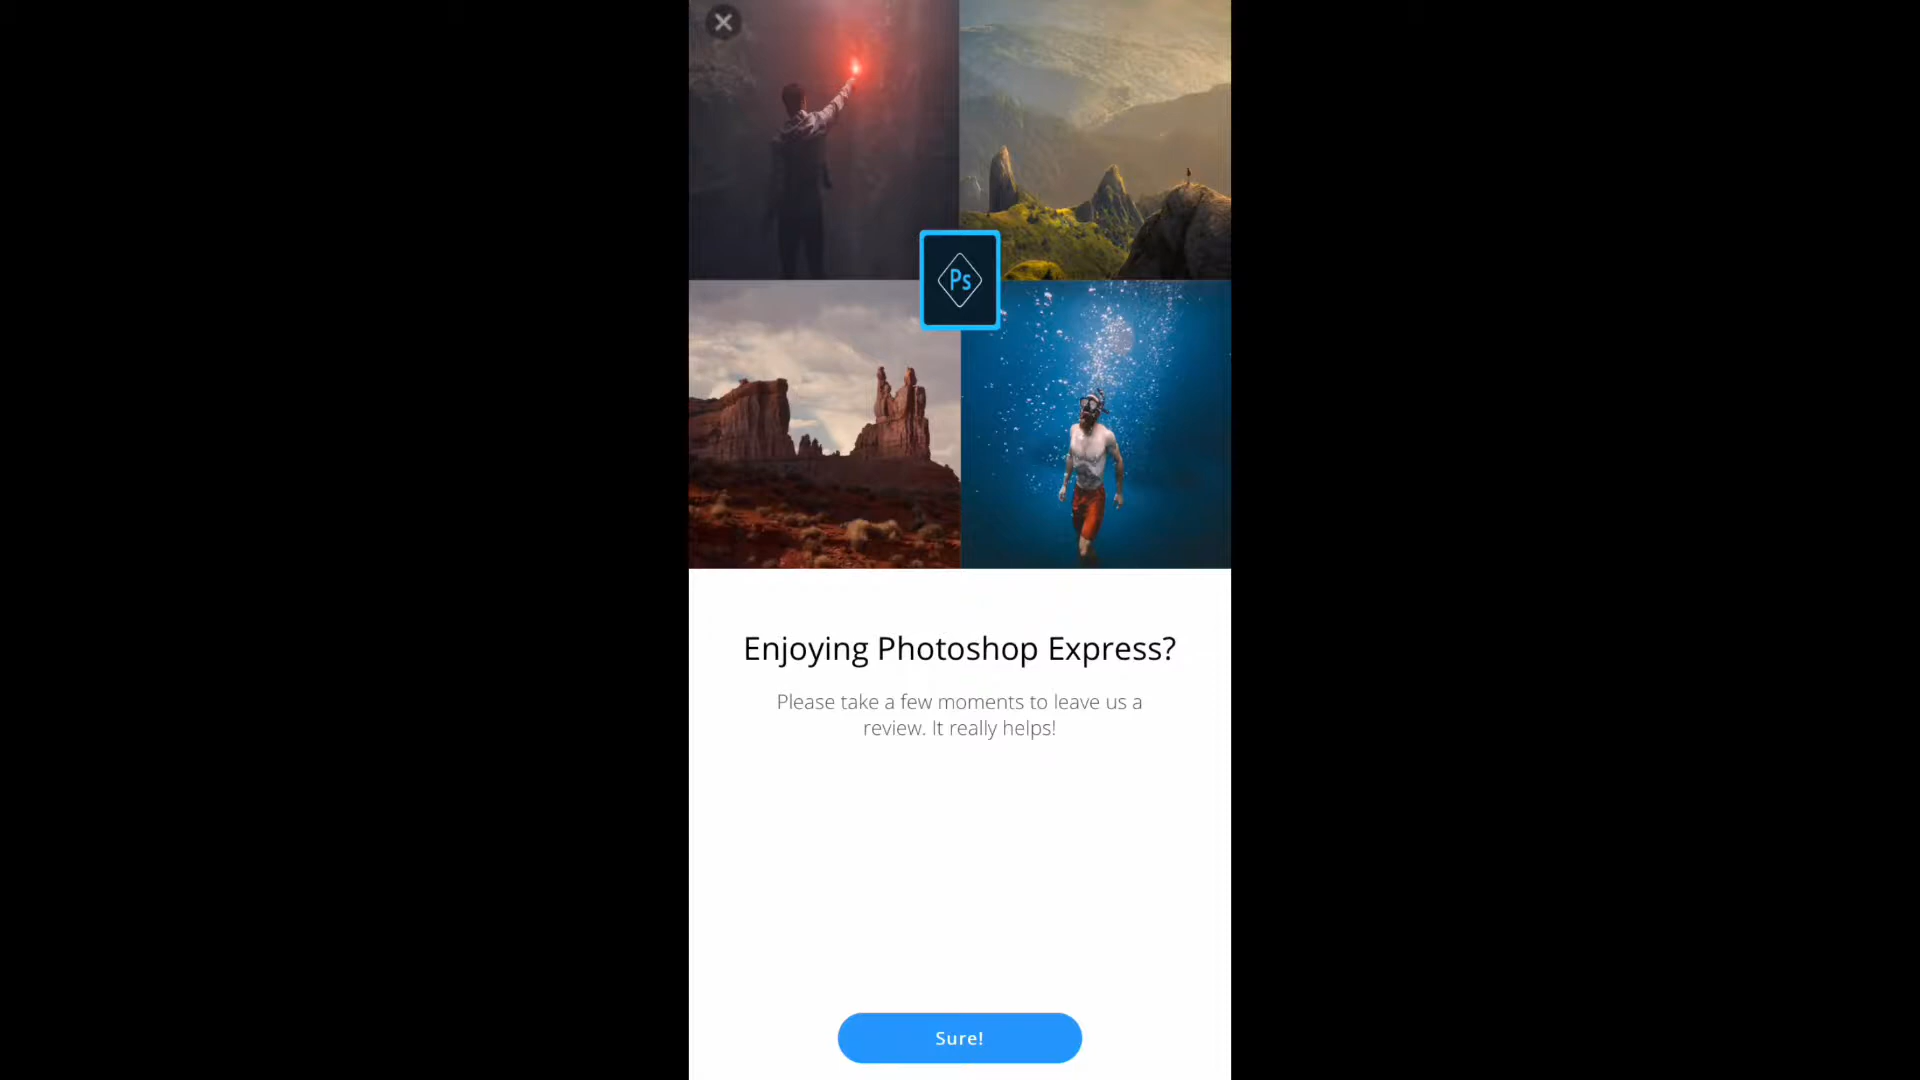 Ps
Enjoying Photoshop Express?
Please take a few moments to leave us a
review. It really helps!
Sure!